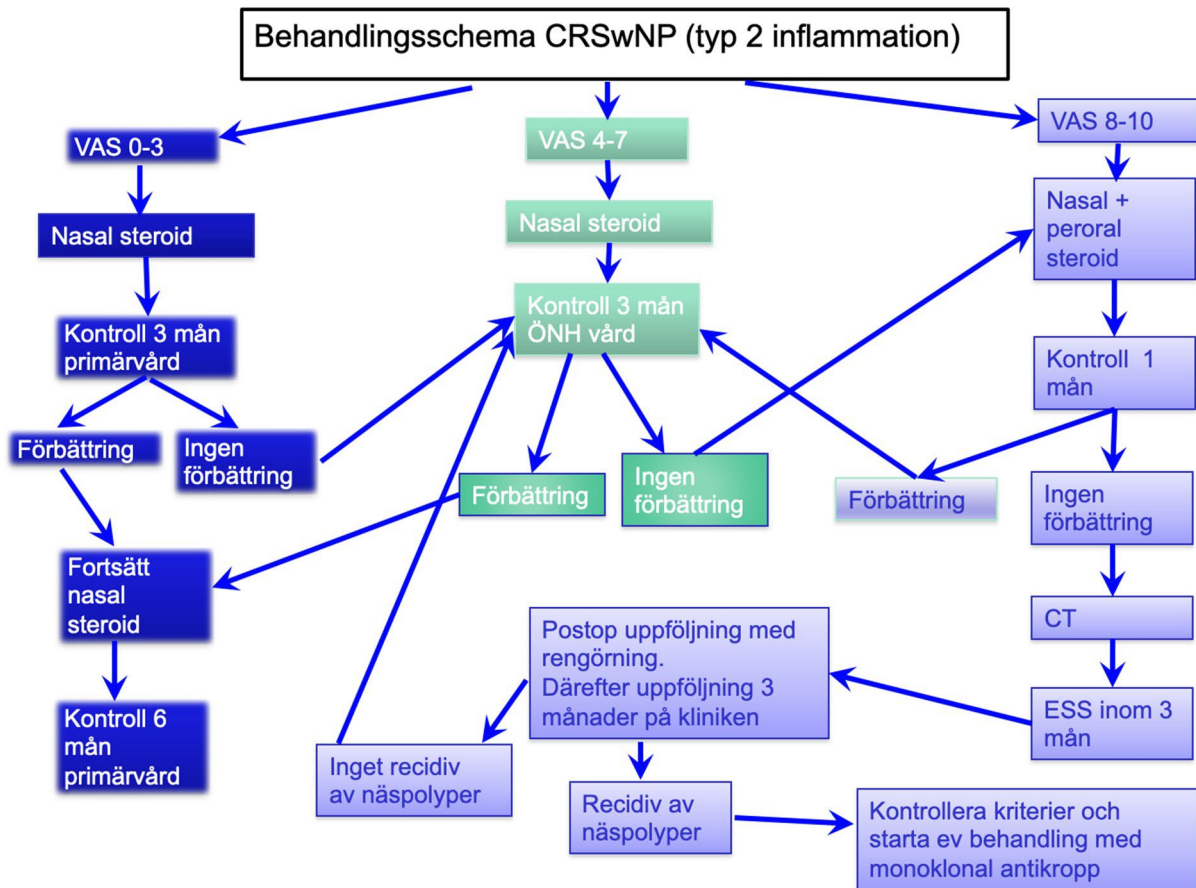 Behandlingsschema CRSwNP (typ 2 inflammation)
VAS 0-3
Nasal steroid
Kontroll 3 mån
primärvård
Förbättring
Ingen
förbättring
Fortsätt
nasal
steroid
Kontroll 6
mån
primärvård
VAS 4-7
Nasal steroid
Kontroll 3 mån
ÖNH vård
Förbättring
Ingen
förbättring
VAS 8-10
Nasal +
peroral
steroid
Kontroll 1
mån
Förbättring
Ingen
förbättring
CT
ESS inom 3
mån
Postop uppföljning med
rengörning.
Därefter uppföljning 3
månader på kliniken
Inget recidiv
av näspolyper
Recidiv av
näspolyper
Kontrollera kriterier och
starta ev behandling med
monoklonal antikropp